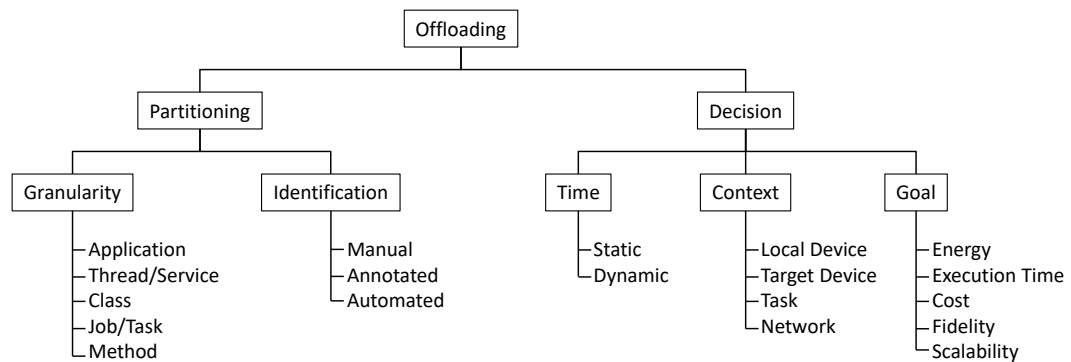 Offloading
Partitioning
Decision
Granularity
Identification
Time
Context
Goal
Application
Thread/Service
Class
Job/Task
Method
Manual
Annotated
Automated
Static
Dynamic
Local Device
Target Device
Task
Network
Energy
Execution Time
Cost
Fidelity
Scalability